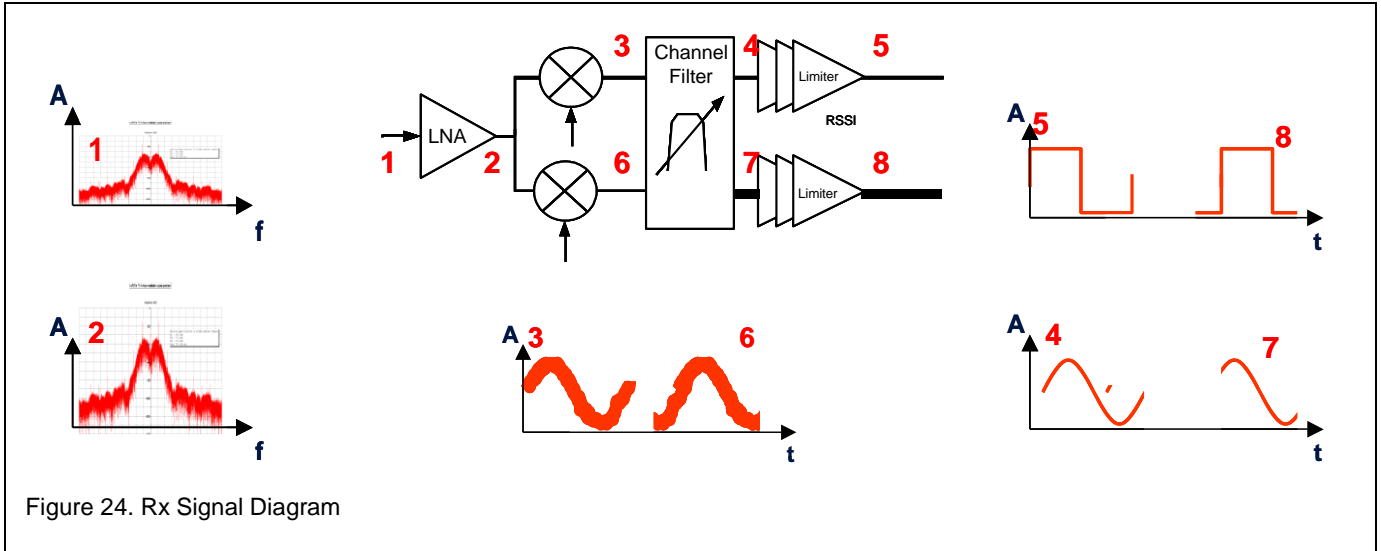 3
4
5
Channel
Filter
Limiter
RSSI
LNA
1
2
6
7
8
Limiter
A
1
f
A
2
f
A
3
6
t
A
5
8
t
A
4
7
t
Figure 24. Rx Signal Diagram